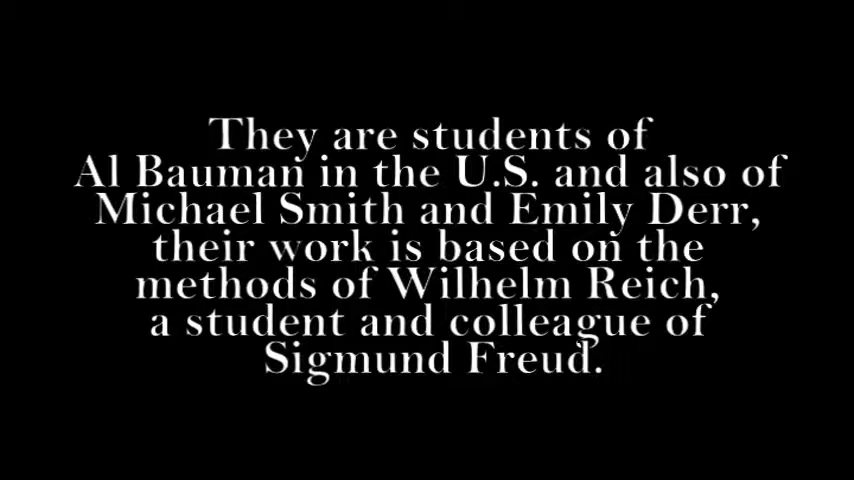 They are students of
Al Bauman in the U.S. and also of
Michael Smith and Emily Derr,
their work is based on the
methods of Wilhelm Reich,
a student and colleague of
Sigmund Freud.